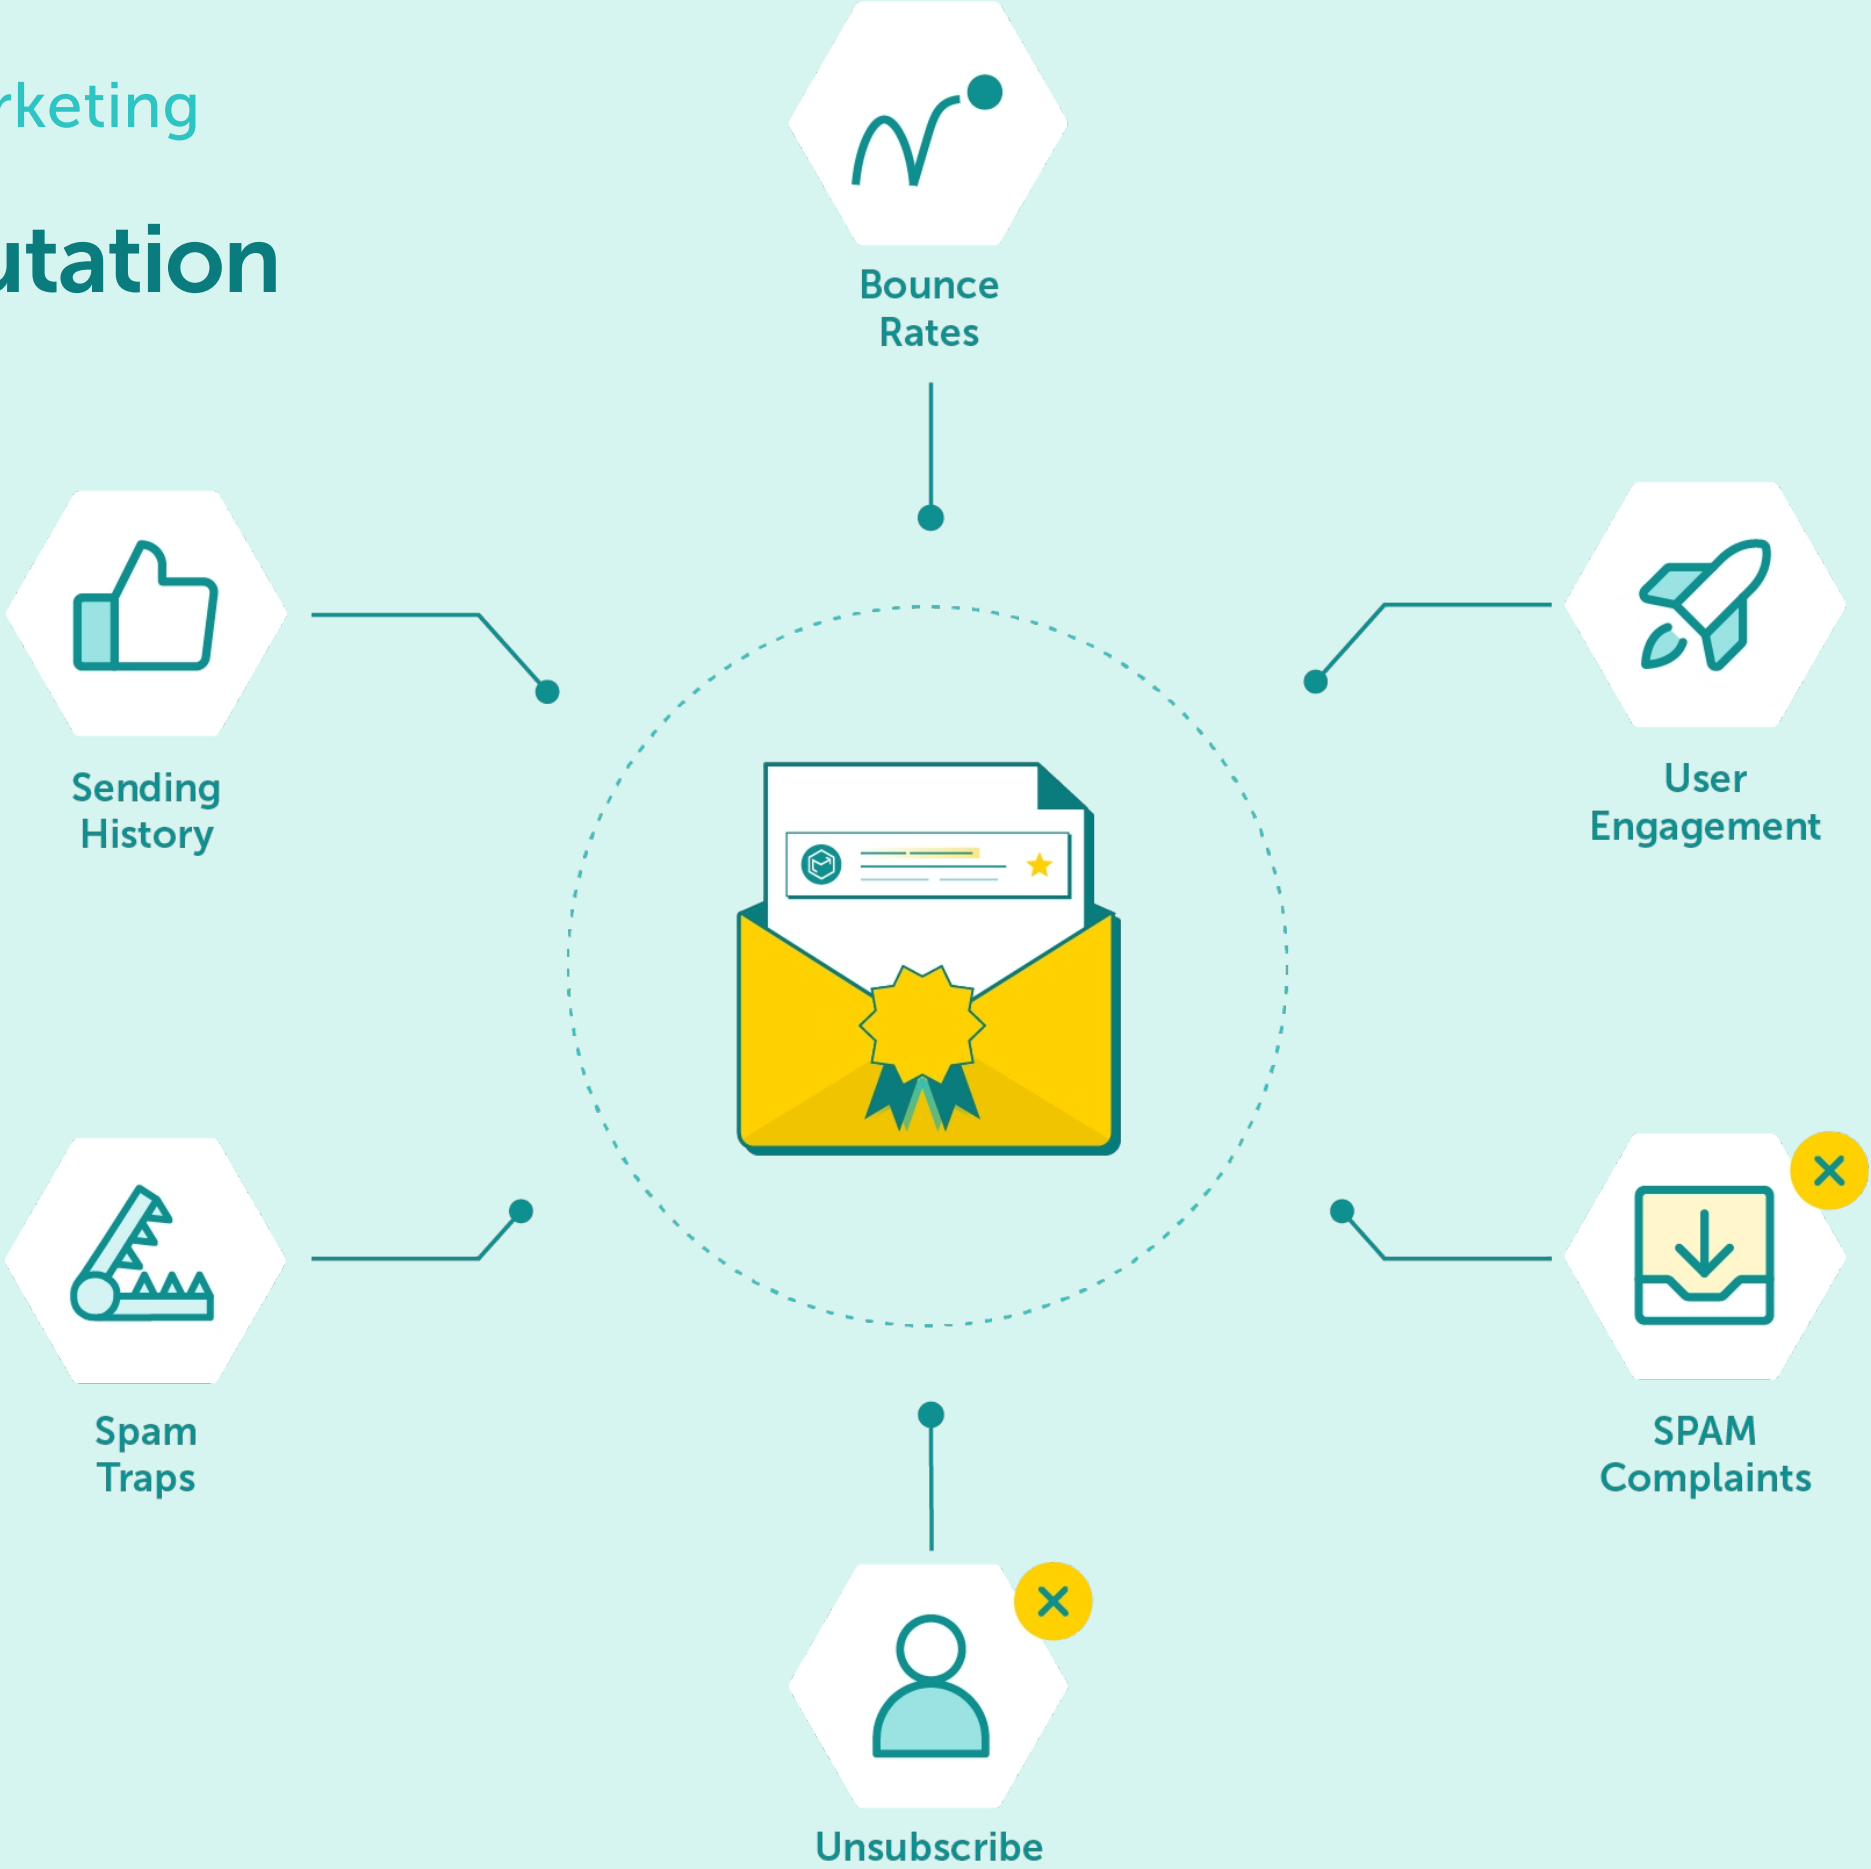 rketing
utation
Bounce
Rates
Sending
History
User
Engagement
Spam
Traps
SPAM
Complaints
Unsubscribe